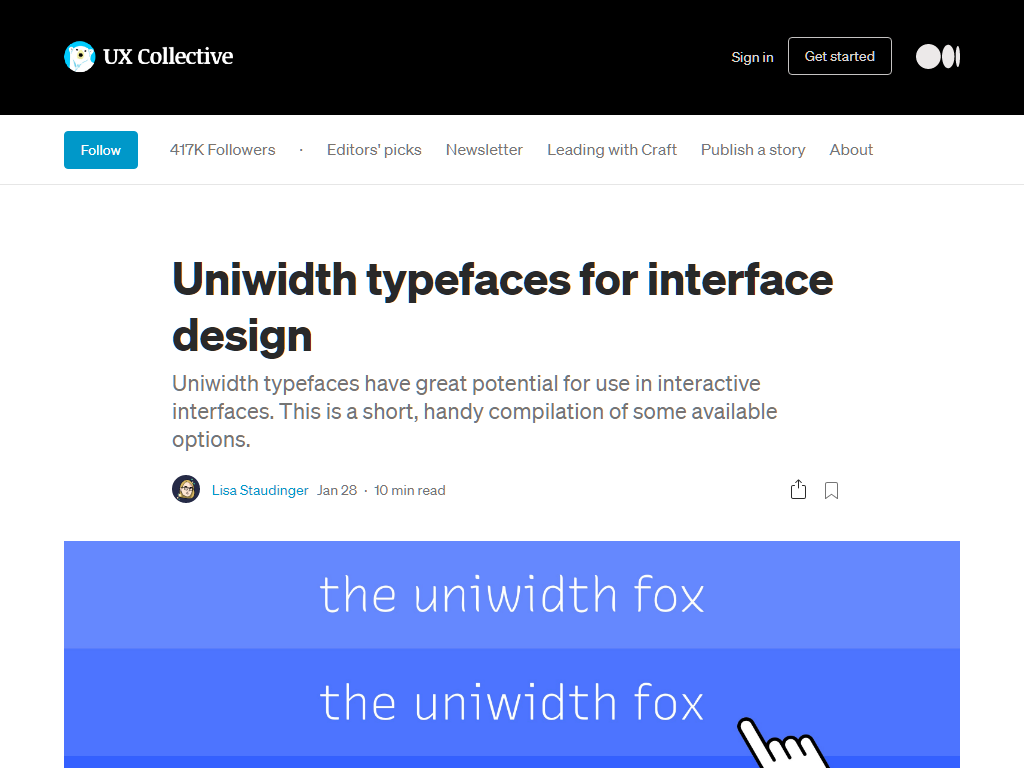 UX Collective
Sign in
Get started
Follow
417K Followers · Editors' picks Newsletter Leading with Craft Publish a story About
Uniwidth typefaces for interface
design
Uniwidth typefaces have great potential for use in interactive
interfaces. This is a short, handy compilation of some available
options.
Lisa Staudinger Jan 28 · 10 min read
the uniwidth fox
the uniwidth fox